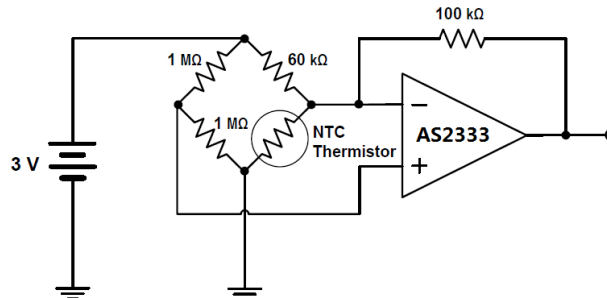 100 kΩ
1 MΩ
60 kΩ
1 MΩ
NTC
Thermistor
−
AS2333
+
3 V